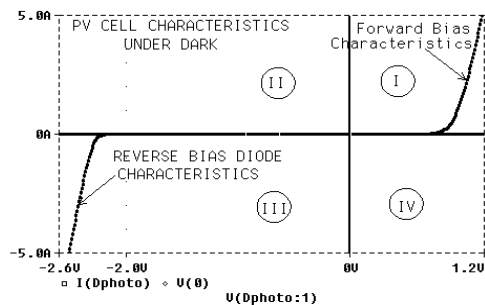 5.0A
PV CELL CHARACTERISTICS
UNDER DARK
Forward Bias
Characteristics
II
I
0A
REVERSE BIAS DIODE
CHARACTERISTICS
III
IV
-5.0A
-2.6V -2.0V 0V 1.2V
I(Dphoto) V(0)
V(Dphoto:1)